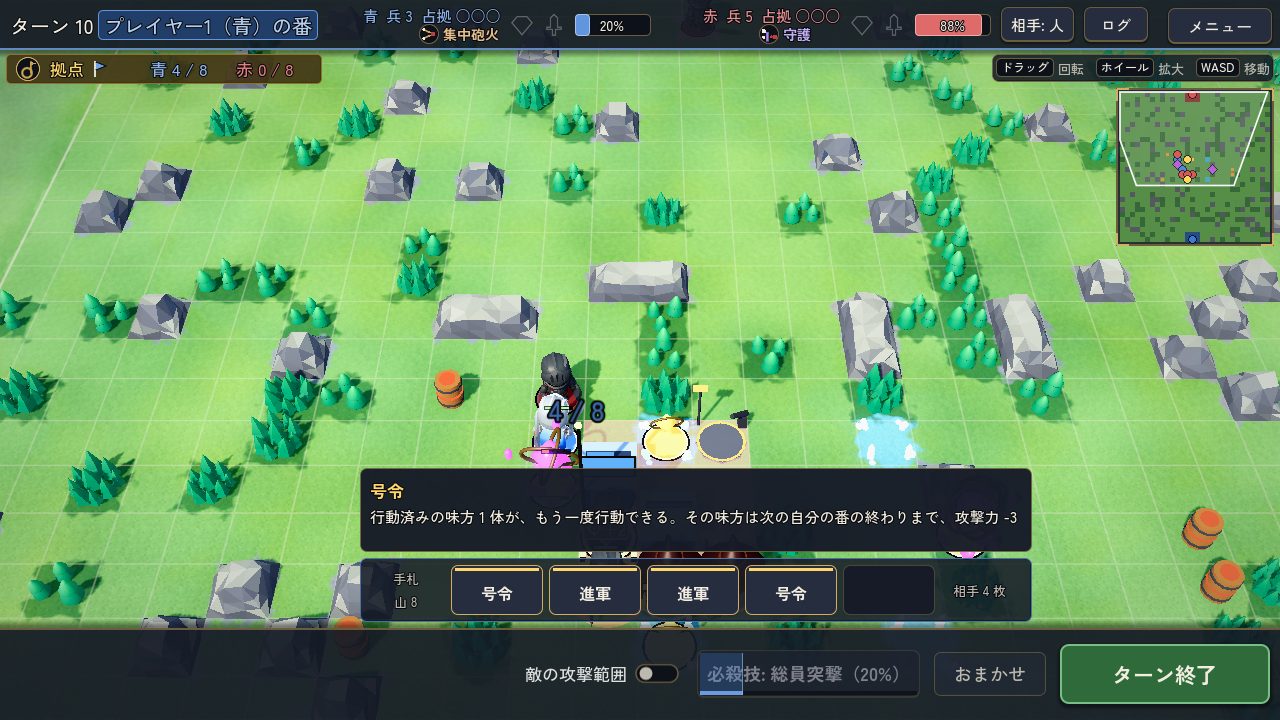 ターン 10 プレイヤー1（青）の番
青 兵 3 占拠 〇〇〇
集中砲火
20%
赤 兵 5 占拠 〇〇〇
守護
88%
相手: 人
ログ
メニュー
拠点 青 4 / 8 赤 0 / 8
ドラッグ 回転 ホイール 拡大 WASD 移動
4 / 8
号令
行動済みの味方 1 体が、もう一度行動できる。その味方は次の自分の番の終わりまで、攻撃力 -3
手札
山 8
号令
進軍
進軍
号令
相手 4 枚
敵の攻撃範囲
必殺技: 総員突撃（20%）
おまかせ
ターン終了